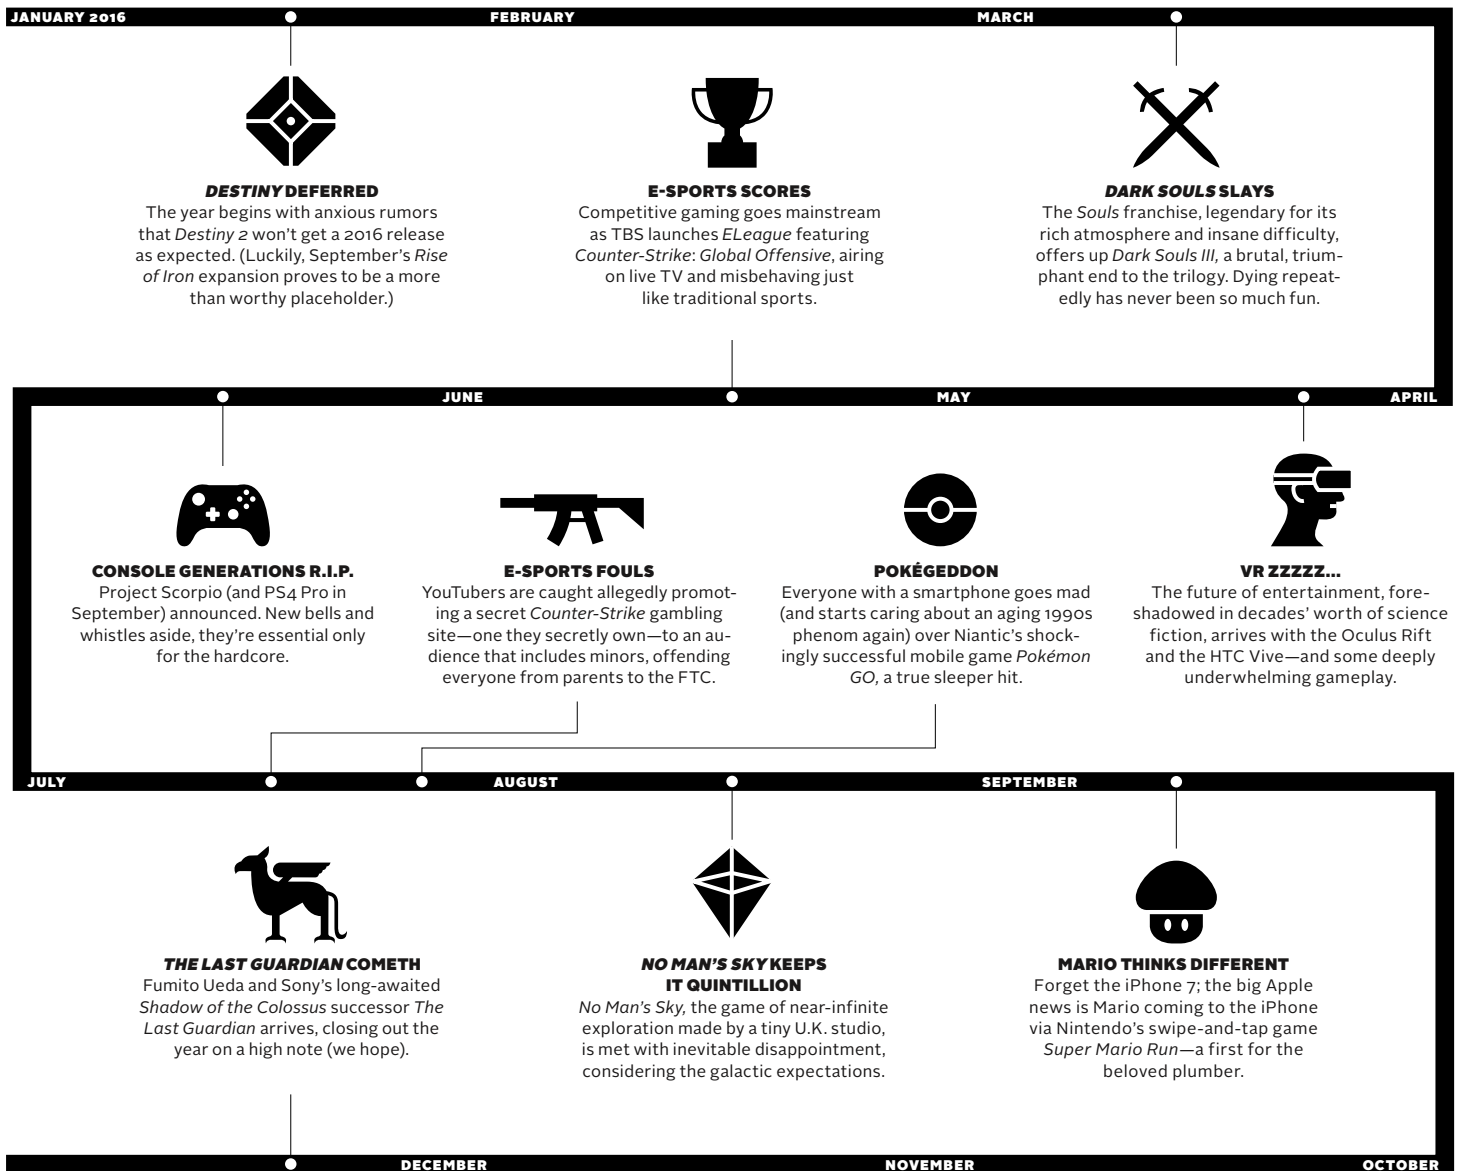 JANUARY 2016
FEBRUARY
MARCH
DESTINY DEFERRED
The year begins with anxious rumors
that Destiny 2 won't get a 2016 release
as expected. (Luckily, September's Rise
of Iron expansion proves to be a more
than worthy placeholder.)
E-SPORTS SCORES
Competitive gaming goes mainstream
as TBS launches ELeague featuring
Counter-Strike: Global Offensive, airing
on live TV and misbehaving just
like traditional sports.
DARK SOULS SLAYS
The Souls franchise, legendary for its
rich atmosphere and insane difficulty,
offers up Dark Souls III, a brutal, trium-
phant end to the trilogy. Dying repeat-
edly has never been so much fun.
JUNE
MAY
APRIL
CONSOLE GENERATIONS R.I.P.
Project Scorpio (and PS4 Pro in
September) announced. New bells and
whistles aside, they're essential only
for the hardcore.
E-SPORTS FOULS
YouTubers are caught allegedly promot-
ing a secret Counter-Strike gambling
site—one they secretly own—to an au-
dience that includes minors, offending
everyone from parents to the FTC.
POKÉGEDDON
Everyone with a smartphone goes mad
(and starts caring about an aging 1990s
phenom again) over Niantic's shock-
ingly successful mobile game Pokémon
GO, a true sleeper hit.
VR ZZZZZ...
The future of entertainment, fore-
shadowed in decades' worth of science
fiction, arrives with the Oculus Rift
and the HTC Vive—and some deeply
underwhelming gameplay.
JULY
AUGUST
SEPTEMBER
THE LAST GUARDIAN COMETH
Fumito Ueda and Sony's long-awaited
Shadow of the Colossus successor The
Last Guardian arrives, closing out the
year on a high note (we hope).
NO MAN'S SKY KEEPS
IT QUINTILLION
No Man's Sky, the game of near-infinite
exploration made by a tiny U.K. studio,
is met with inevitable disappointment,
considering the galactic expectations.
MARIO THINKS DIFFERENT
Forget the iPhone 7; the big Apple
news is Mario coming to the iPhone
via Nintendo's swipe-and-tap game
Super Mario Run—a first for the
beloved plumber.
DECEMBER
NOVEMBER
OCTOBER